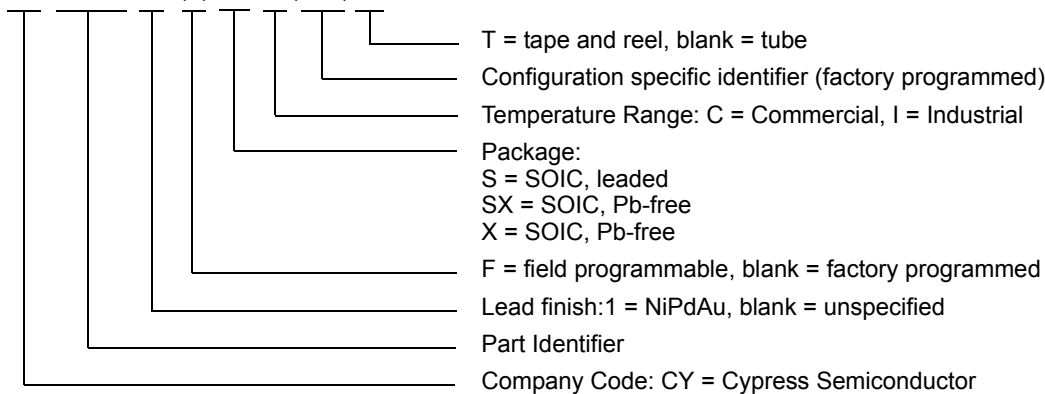 T = tape and reel, blank = tube
Configuration specific identifier (factory programmed)
Temperature Range: C = Commercial, I = Industrial
Package:
S = SOIC, leaded
SX = SOIC, Pb-free
X = SOIC, Pb-free
F = field programmable, blank = factory programmed
Lead finish:1 = NiPdAu, blank = unspecified
Part Identifier
Company Code: CY = Cypress Semiconductor